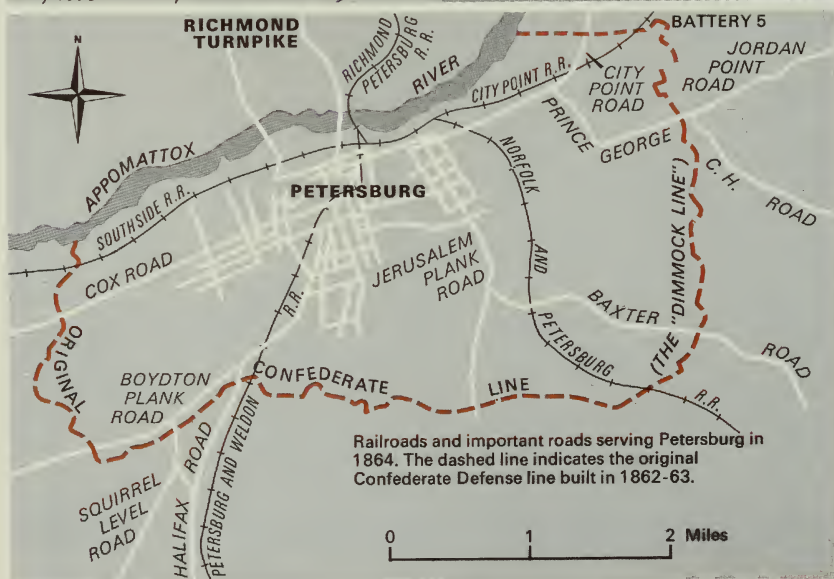 RICHMOND
TURNPIKE
RICHMOND
PETERSBURG
R.R.
BATTERY 5
JORDAN
POINT
ROAD
CITY
POINT
ROAD
N
RIVER
CITY POINT R.R.
PRINCE
GEORGE
C. H.
ROAD
APPOMATTOX
NORFOLK
AND
PETERSBURG
R.R.
PETERSBURG
SOUTHSIDE R.R.
COX ROAD
JERUSALEM
PLANK
ROAD
(THE "DIMMOCK LINE")
BAXTER
ROAD
R.R.
ORIGINAL
CONFEDERATE
LINE
BOYDTON
PLANK
ROAD
PETERSBURG AND WELDON
SQUIRREL
LEVEL
ROAD
HALIFAX
ROAD
Railroads and important roads serving Petersburg in
1864. The dashed line indicates the original
Confederate Defense line built in 1862-63.
0 1 2 Miles